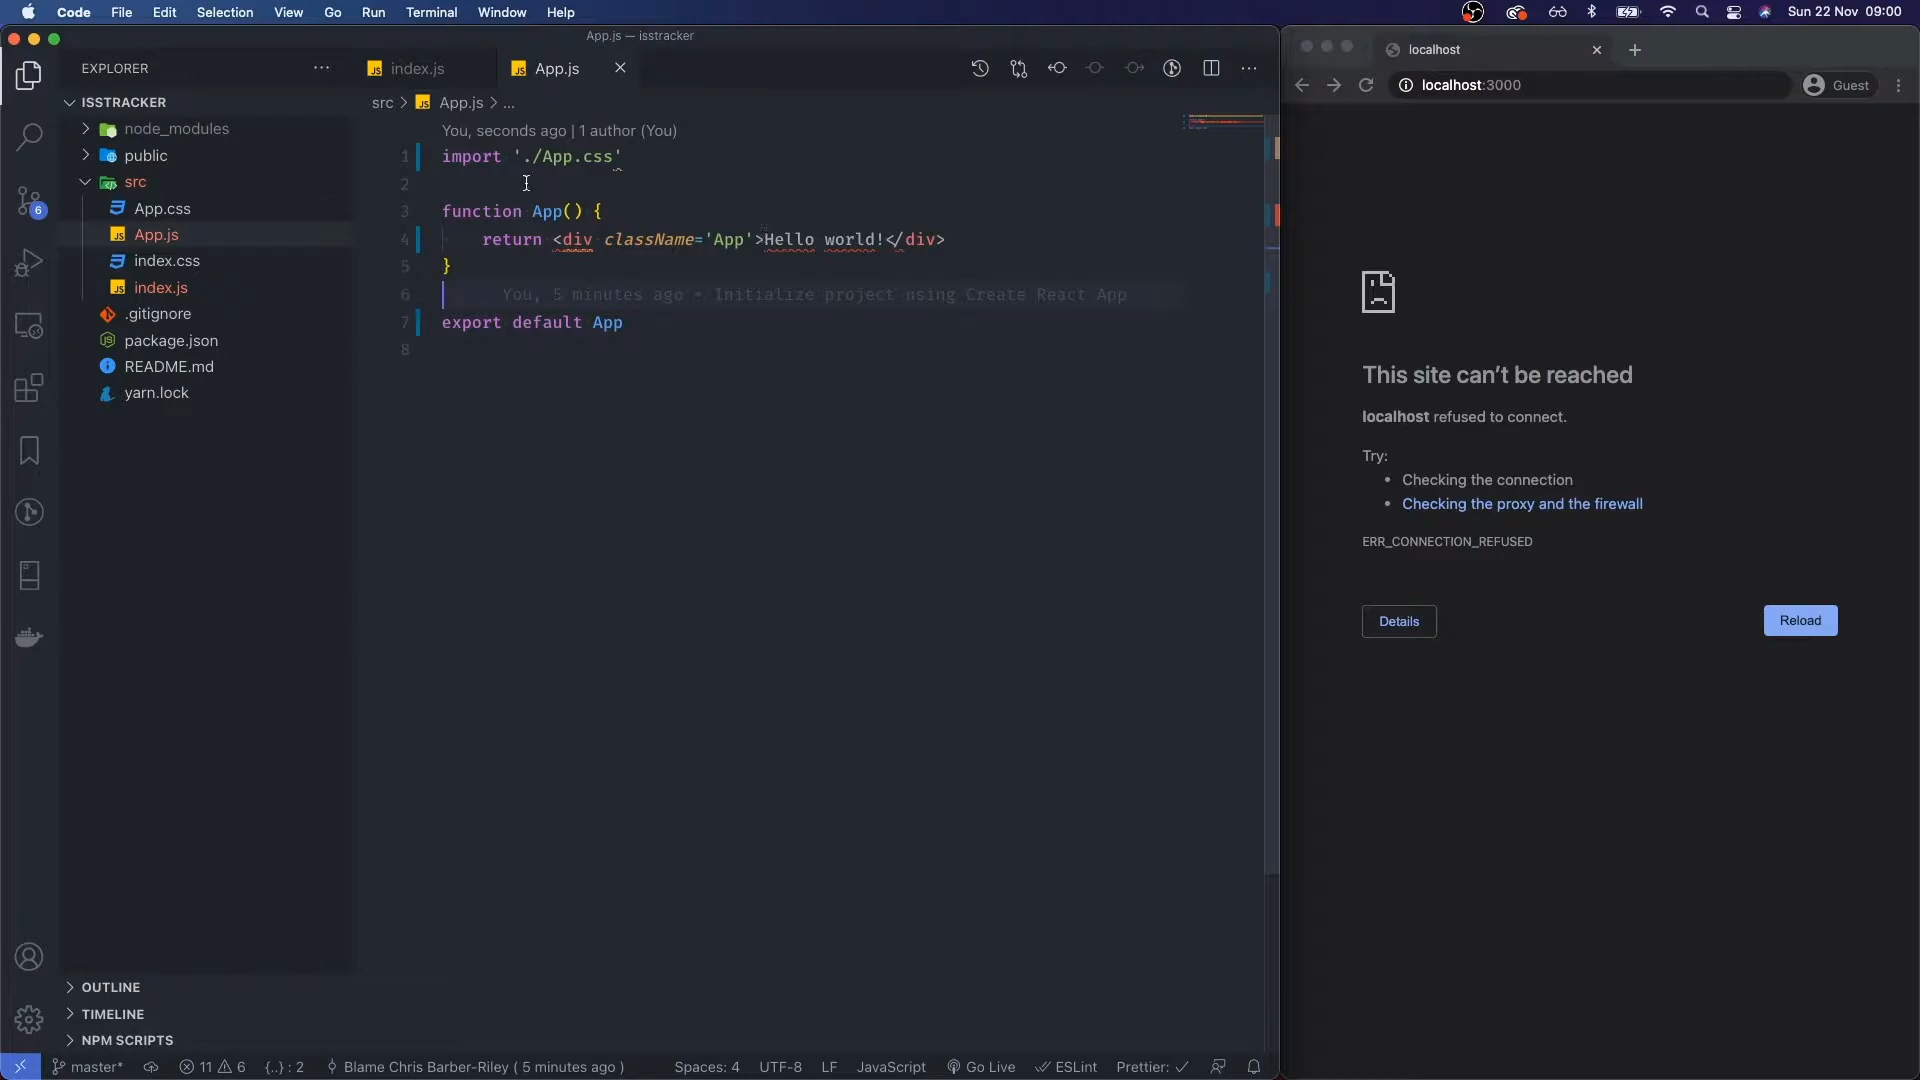 Code File Edit Selection View Go Run Terminal Window Help
Sun 22 Nov 09:00
App.js — isstracker
EXPLORER
ISSTRACKER
node_modules
public
src
App.css
App.js
index.css
index.js
.gitignore
package.json
README.md
yarn.lock
OUTLINE
TIMELINE
NPM SCRIPTS
JS index.js
JS App.js
src > JS App.js > ...
You, seconds ago | 1 author (You)
1 import './App.css'
2
3 function App() {
4 return <div className='App'>Hello world!</div>
5 }
6 You, 5 minutes ago • Initialize project using Create React App
7 export default App
8
6
master* 11 6 {..} : 2 Blame Chris Barber-Riley ( 5 minutes ago ) Spaces: 4 UTF-8 LF JavaScript Go Live ESLint Prettier: ✓
localhost
localhost:3000
Guest
This site can’t be reached
localhost refused to connect.
Try:
• Checking the connection
• Checking the proxy and the firewall
ERR_CONNECTION_REFUSED
Details
Reload